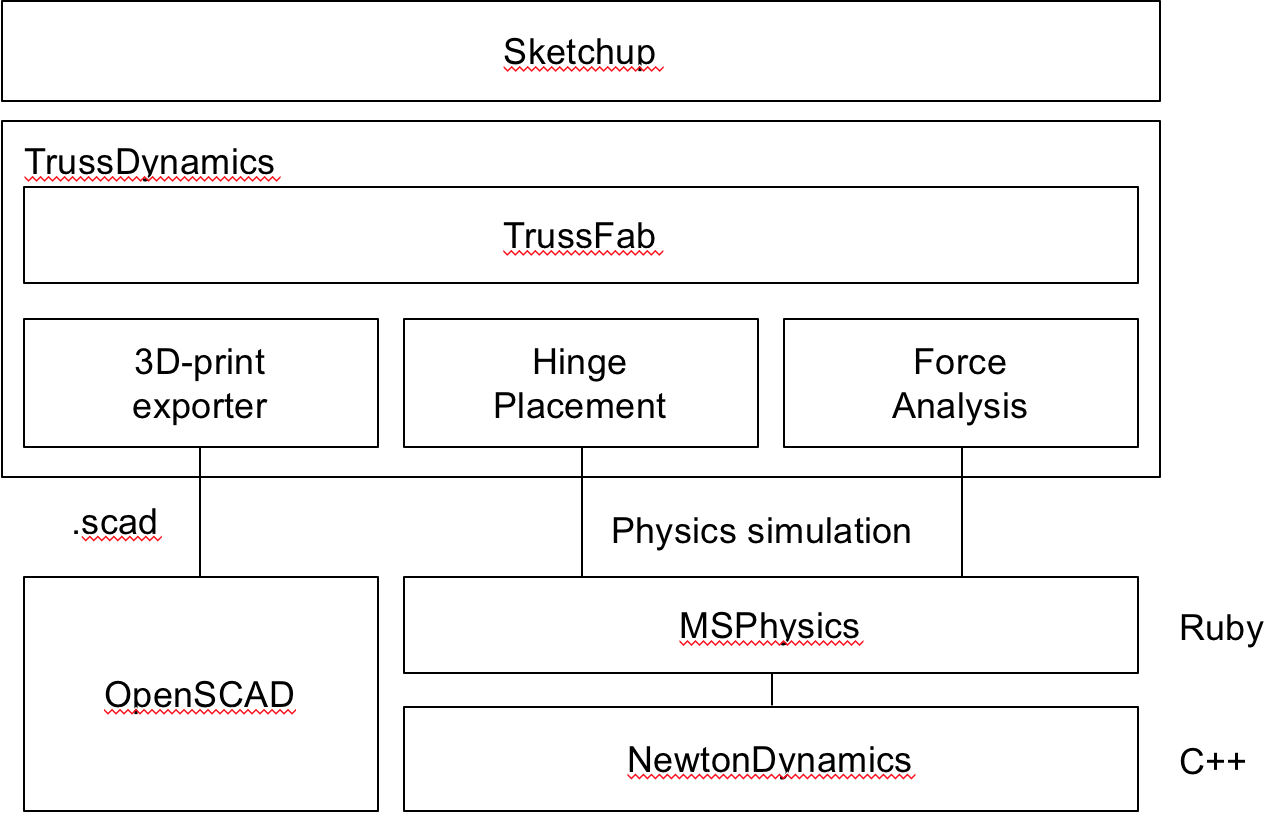 Sketchup
TrussDynamics
TrussFab
3D-print
exporter
Hinge
Placement
Force
Analysis
.scad
Physics simulation
MSPhysics
Ruby
OpenSCAD
NewtonDynamics
C++